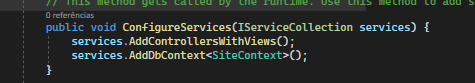 // This method gets called by the runtime. Use this method to add s
0 referências
public void ConfigureServices(IServiceCollection services) {
services.AddControllersWithViews();
services.AddDbContext<SiteContext>();
}